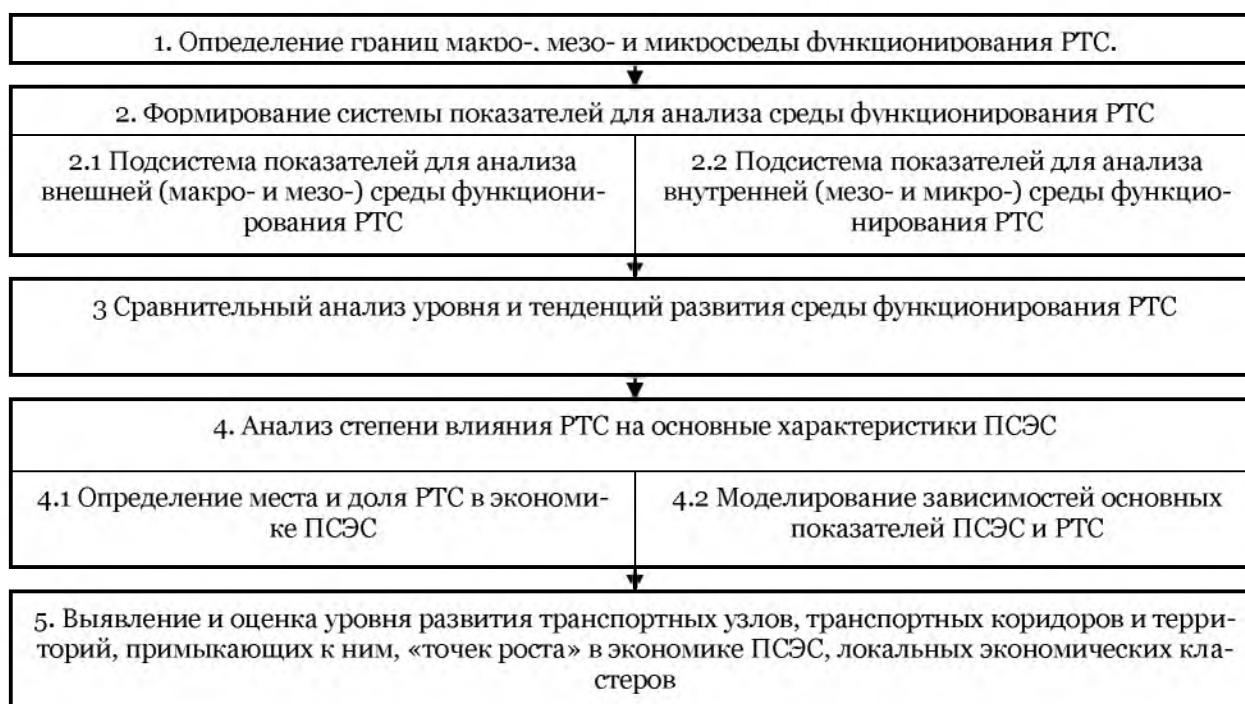 1. Определение границ макро-, мезо- и микросреды функционирования РТС.
2. Формирование системы показателей для анализа среды функционирования РТС
2.1 Подсистема показателей для анализа
внешней (макро- и мезо-) среды функциони-
рования РТС
2.2 Подсистема показателей для анализа
внутренней (мезо- и микро-) среды функцио-
нирования РТС
3 Сравнительный анализ уровня и тенденций развития среды функционирования РТС
4. Анализ степени влияния РТС на основные характеристики ПСЭС
4.1 Определение места и доля РТС в экономи-
ке ПСЭС
4.2 Моделирование зависимостей основных
показателей ПСЭС и РТС
5. Выявление и оценка уровня развития транспортных узлов, транспортных коридоров и терри-
торий, примыкающих к ним, «точек роста» в экономике ПСЭС, локальных экономических кла-
стеров